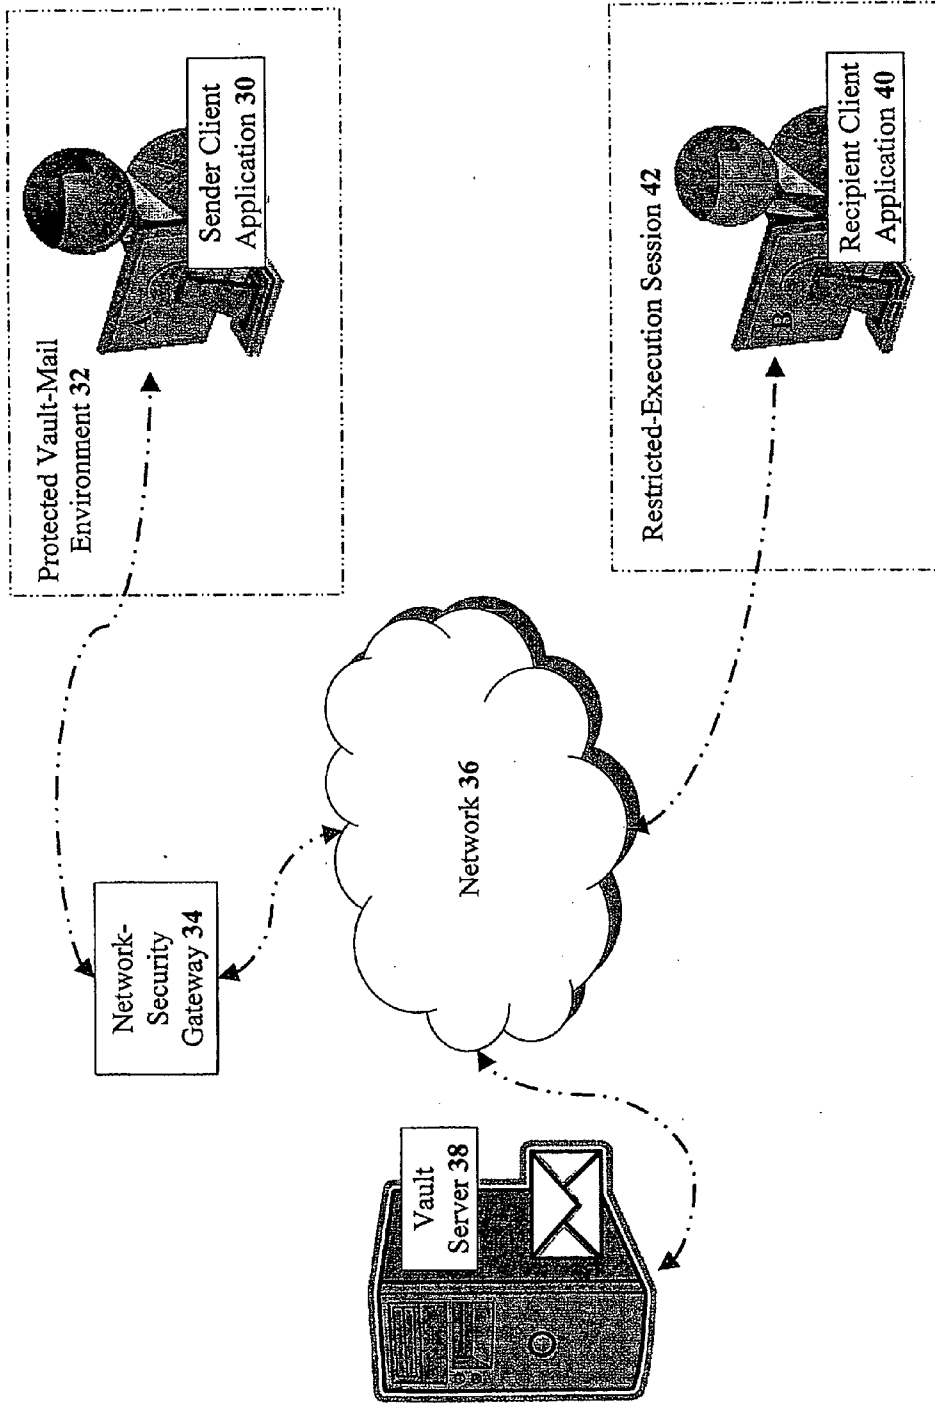 Protected Vault-Mail
Environment 32
Sender Client
Application 30
Network-
Security
Gateway 34
Network 36
Vault
Server 38
Restricted-Execution Session 42
Recipient Client
Application 40
A
B